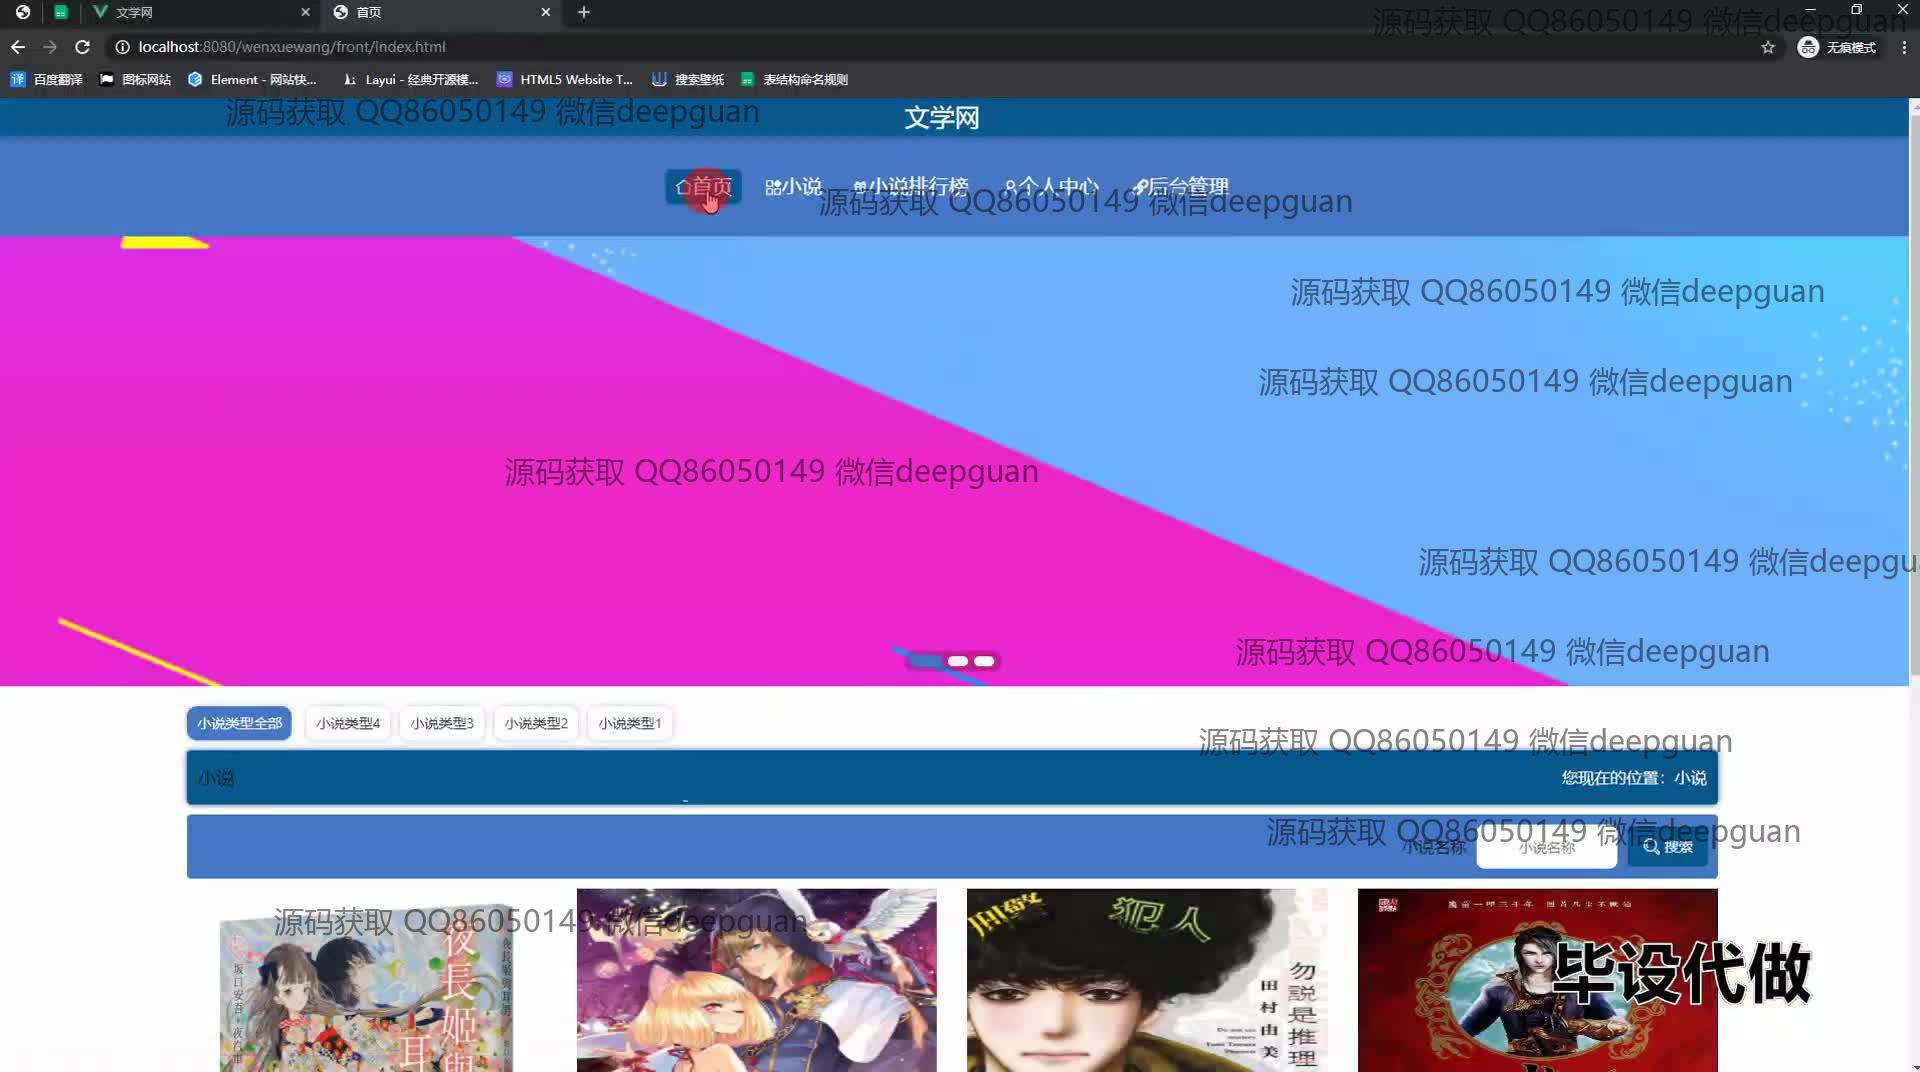 文学网
首页
源码获取 QQ86050149 微信deepguan
localhost:8080/wenxuewang/front/index.html
无痕模式
百度翻译
图标网站
Element - 网站快...
Layui - 经典开源模...
HTML5 Website T...
搜索壁纸
表结构命名规则
源码获取 QQ86050149 微信deepguan
文学网
首页
小说
小说排行榜
个人中心
后台管理
源码获取 QQ86050149 微信deepguan
源码获取 QQ86050149 微信deepguan
源码获取 QQ86050149 微信deepguan
源码获取 QQ86050149 微信deepguan
源码获取 QQ86050149 微信deepgu
源码获取 QQ86050149 微信deepguan
小说类型全部
小说类型4
小说类型3
小说类型2
小说类型1
源码获取 QQ86050149 微信deepguan
小说
您现在的位置：小说
源码获取 QQ86050149 微信deepguan
小说名称
小说名称
搜索
源码获取 QQ86050149 微信deepguan
夜長姬與
耳
坂口安吾
犯人
勿說是推理
田村由美
毕设代做